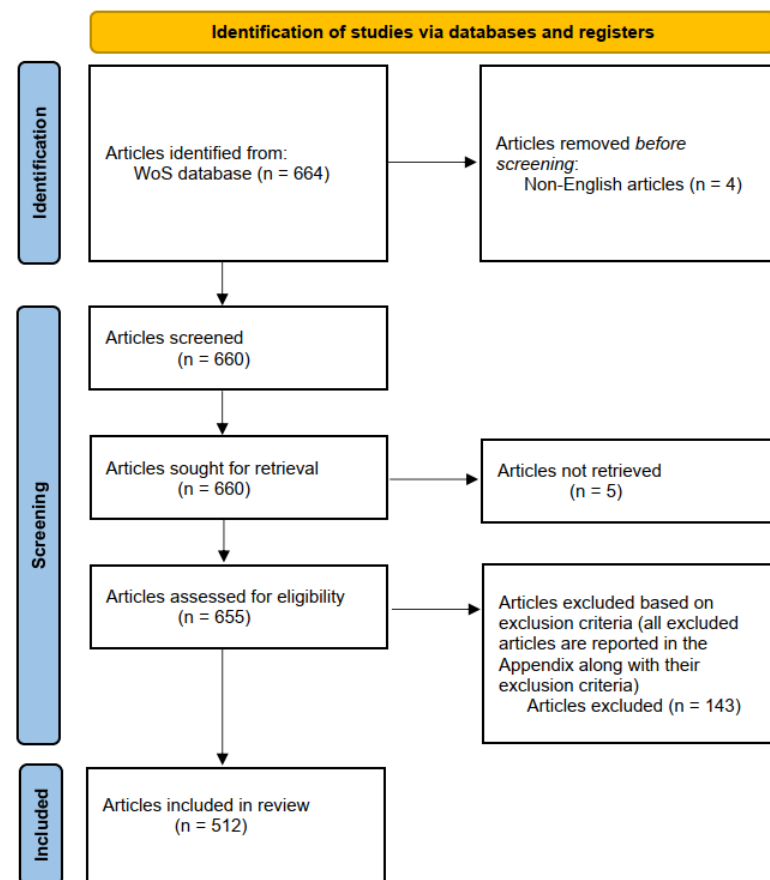 Identification of studies via databases and registers
Identification
Articles identified from:
WoS database (n = 664)
Articles removed before
screening:
Non-English articles (n = 4)
Screening
Articles screened
(n = 660)
Articles sought for retrieval
(n = 660)
Articles not retrieved
(n = 5)
Articles assessed for eligibility
(n = 655)
Articles excluded based on
exclusion criteria (all excluded
articles are reported in the
Appendix along with their
exclusion criteria)
Articles excluded (n = 143)
Included
Articles included in review
(n = 512)